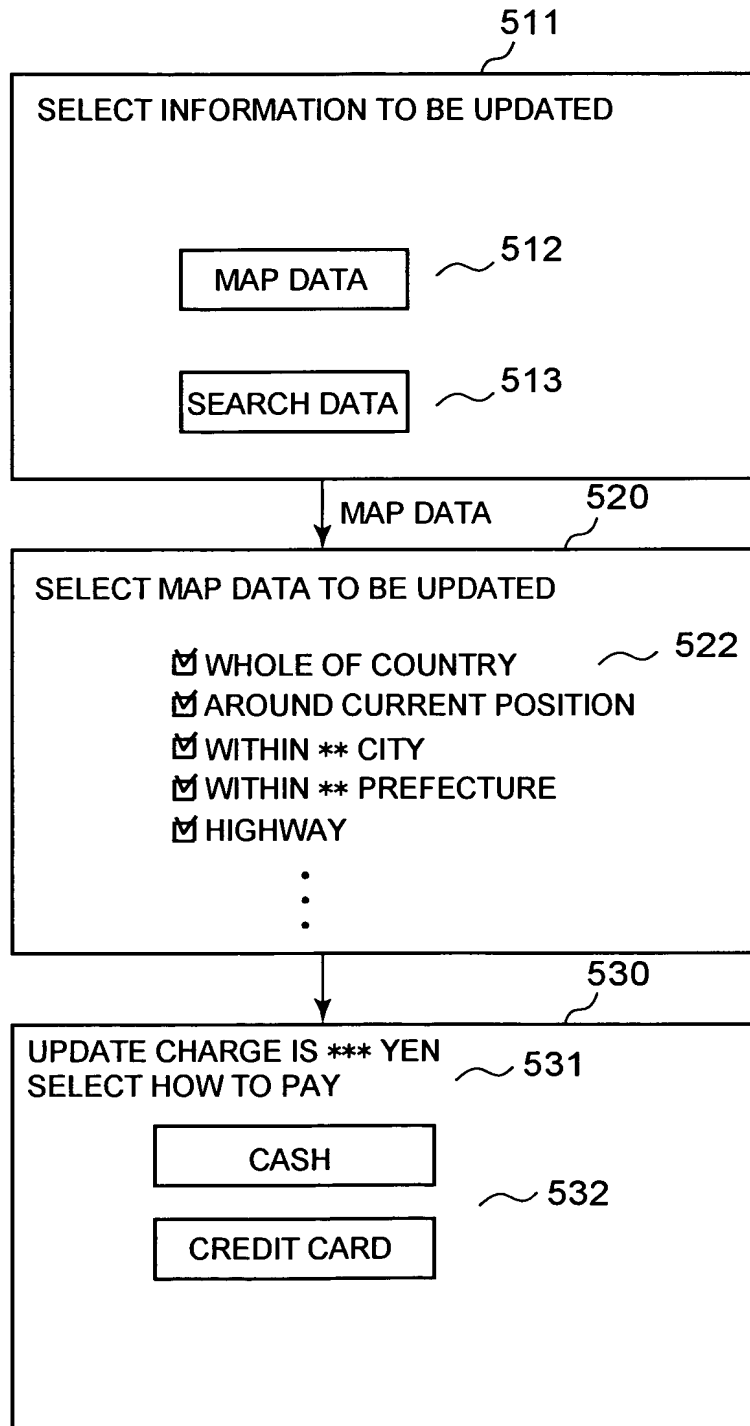 511
SELECT INFORMATION TO BE UPDATED
MAP DATA
512
SEARCH DATA
513
MAP DATA
520
SELECT MAP DATA TO BE UPDATED
522
WHOLE OF COUNTRY
AROUND CURRENT POSITION
WITHIN ** CITY
WITHIN ** PREFECTURE
HIGHWAY
530
UPDATE CHARGE IS *** YEN
SELECT HOW TO PAY
531
CASH
532
CREDIT CARD